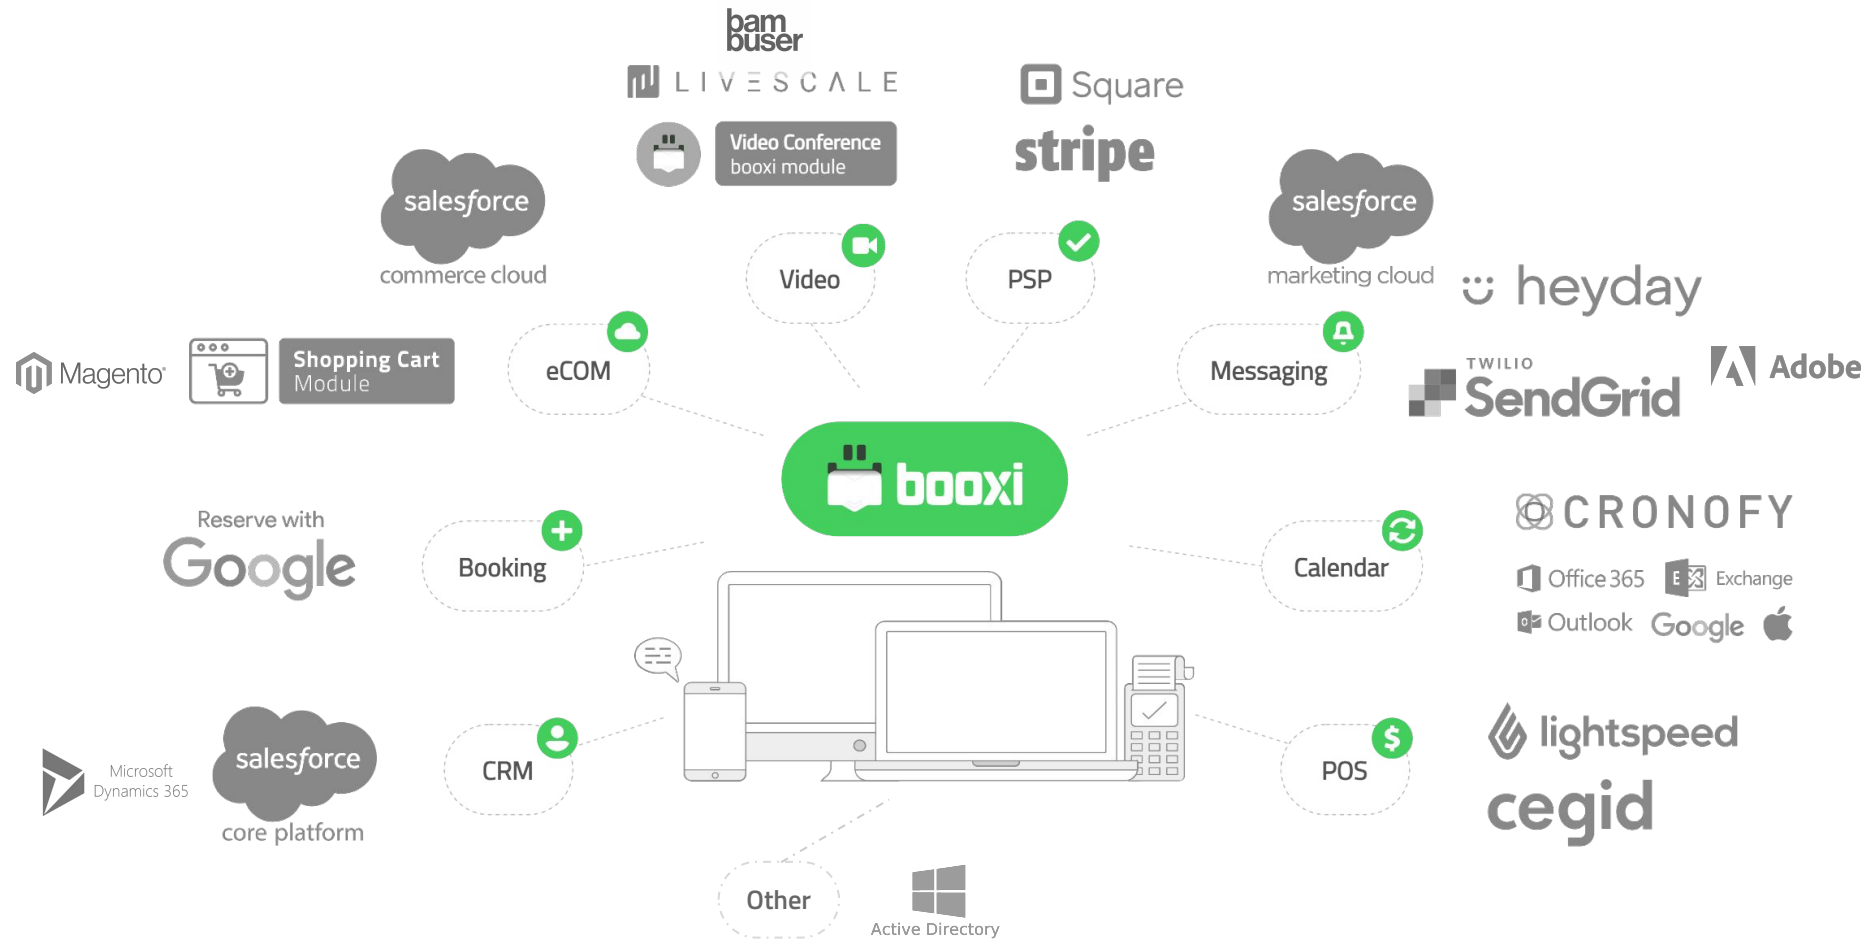 bam
buser
LIVESCALE
Video Conference
booxi module
Square
stripe
salesforce
commerce cloud
salesforce
marketing cloud
heyday
Video
PSP
Magento
Shopping Cart
Module
eCOM
Messaging
TWILIO
SendGrid
Adobe
booxi
Reserve with
Google
Booking
Calendar
CRONOFY
Office 365
Exchange
Outlook
Google
Microsoft
Dynamics 365
salesforce
core platform
CRM
POS
$
lightspeed
cegid
Other
Active Directory